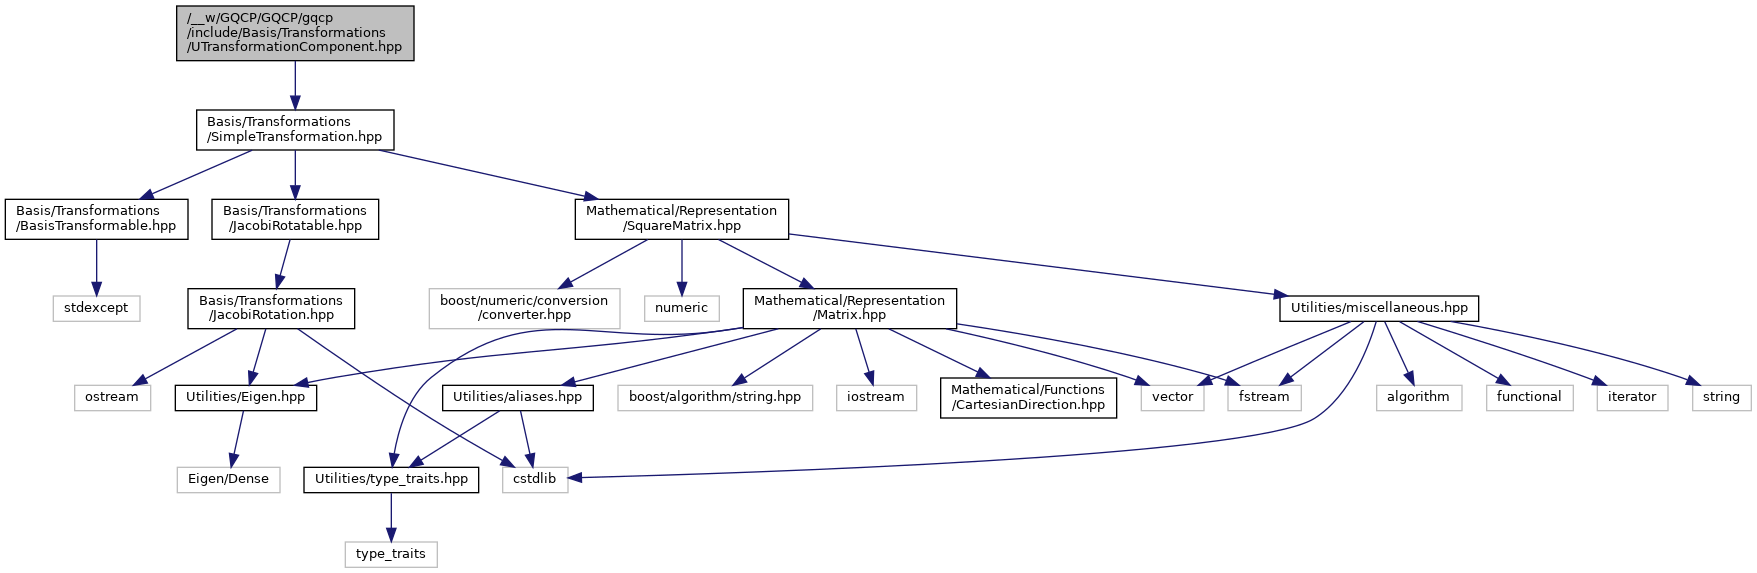 /__w/GQCP/GQCP/gqcp
/include/Basis/Transformations
/UTransformationComponent.hpp
Basis/Transformations
/SimpleTransformation.hpp
Basis/Transformations
/BasisTransformable.hpp
Basis/Transformations
/JacobiRotatable.hpp
Mathematical/Representation
/SquareMatrix.hpp
stdexcept
Basis/Transformations
/JacobiRotation.hpp
boost/numeric/conversion
/converter.hpp
numeric
Mathematical/Representation
/Matrix.hpp
Utilities/miscellaneous.hpp
ostream
Utilities/Eigen.hpp
Utilities/aliases.hpp
boost/algorithm/string.hpp
iostream
Mathematical/Functions
/CartesianDirection.hpp
vector
fstream
algorithm
functional
iterator
string
Eigen/Dense
Utilities/type_traits.hpp
cstdlib
type_traits